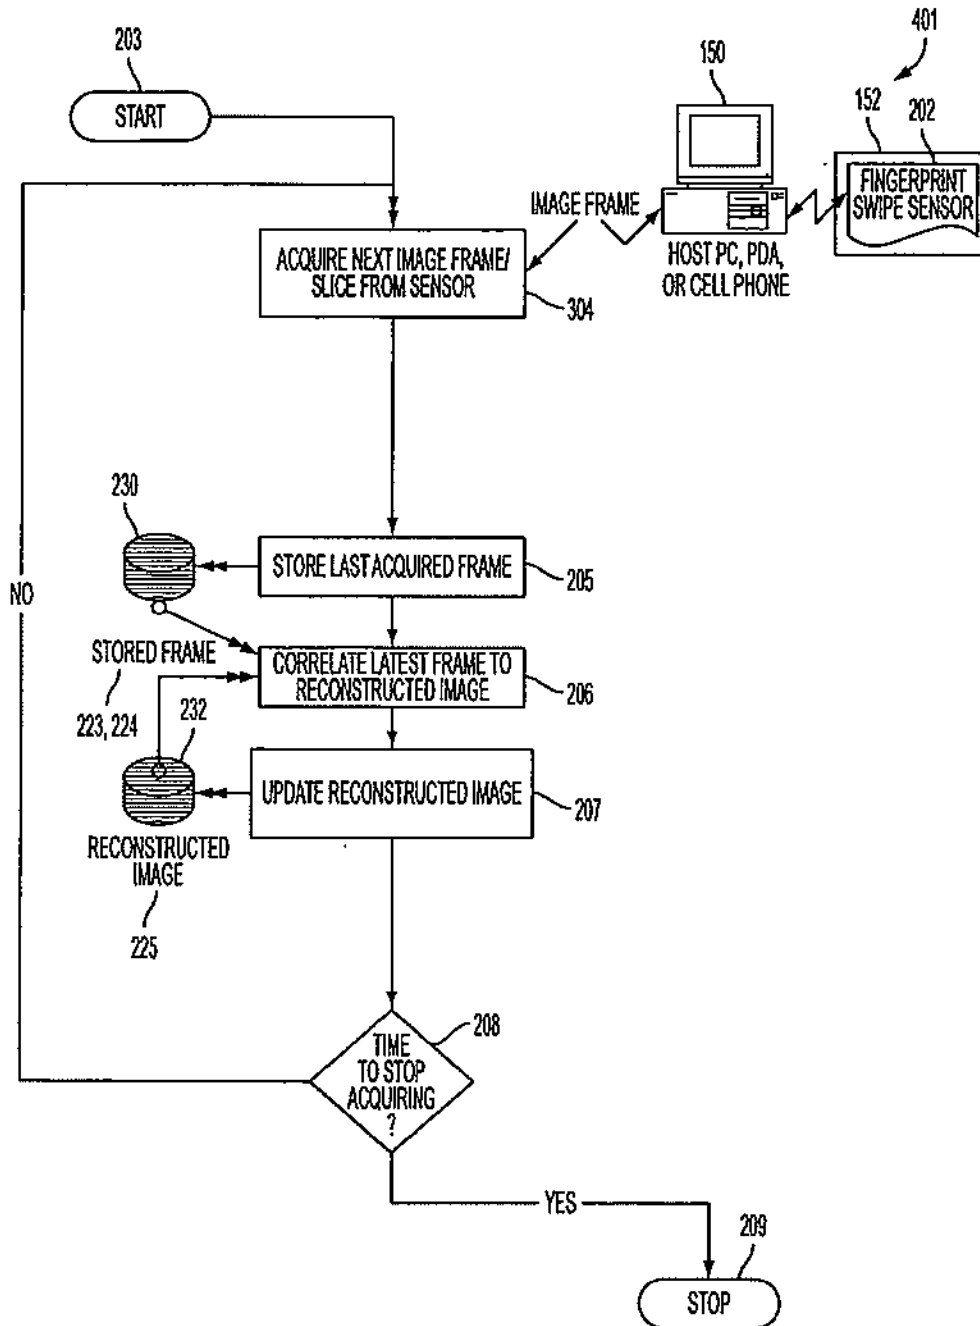 203
START
401
150
152
202
FINGERPRINT
SWIPE SENSOR
IMAGE FRAME
HOST PC, PDA,
OR CELL PHONE
ACQUIRE NEXT IMAGE FRAME/
SLICE FROM SENSOR
304
230
STORE LAST ACQUIRED FRAME
205
NO
STORED FRAME
223, 224
CORRELATE LATEST FRAME TO
RECONSTRUCTED IMAGE
206
232
UPDATE RECONSTRUCTED IMAGE
207
RECONSTRUCTED
IMAGE
225
208
TIME
TO STOP
ACQUIRING
?
YES
209
STOP